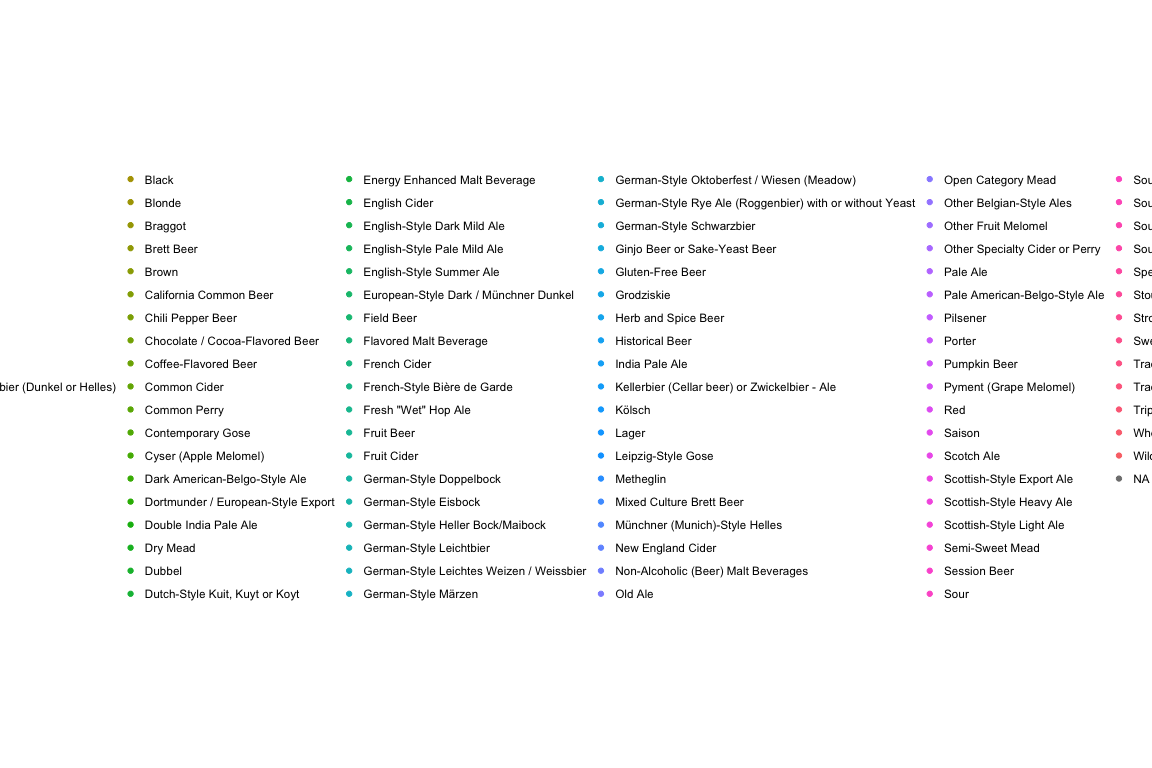 bier (Dunkel or Helles)
Black
Blonde
Braggot
Brett Beer
Brown
California Common Beer
Chili Pepper Beer
Chocolate / Cocoa-Flavored Beer
Coffee-Flavored Beer
Common Cider
Common Perry
Contemporary Gose
Cyser (Apple Melomel)
Dark American-Belgo-Style Ale
Dortmunder / European-Style Export
Double India Pale Ale
Dry Mead
Dubbel
Dutch-Style Kuit, Kuyt or Koyt
Energy Enhanced Malt Beverage
English Cider
English-Style Dark Mild Ale
English-Style Pale Mild Ale
English-Style Summer Ale
European-Style Dark / Münchner Dunkel
Field Beer
Flavored Malt Beverage
French Cider
French-Style Bière de Garde
Fresh "Wet" Hop Ale
Fruit Beer
Fruit Cider
German-Style Doppelbock
German-Style Eisbock
German-Style Heller Bock/Maibock
German-Style Leichtbier
German-Style Leichtes Weizen / Weissbier
German-Style Märzen
German-Style Oktoberfest / Wiesen (Meadow)
German-Style Rye Ale (Roggenbier) with or without Yeast
German-Style Schwarzbier
Ginjo Beer or Sake-Yeast Beer
Gluten-Free Beer
Grodziskie
Herb and Spice Beer
Historical Beer
India Pale Ale
Kellerbier (Cellar beer) or Zwickelbier - Ale
Kölsch
Lager
Leipzig-Style Gose
Metheglin
Mixed Culture Brett Beer
Münchner (Munich)-Style Helles
New England Cider
Non-Alcoholic (Beer) Malt Beverages
Old Ale
Open Category Mead
Other Belgian-Style Ales
Other Fruit Melomel
Other Specialty Cider or Perry
Pale Ale
Pale American-Belgo-Style Ale
Pilsener
Porter
Pumpkin Beer
Pyment (Grape Melomel)
Red
Saison
Scotch Ale
Scottish-Style Export Ale
Scottish-Style Heavy Ale
Scottish-Style Light Ale
Semi-Sweet Mead
Session Beer
Sour
NA